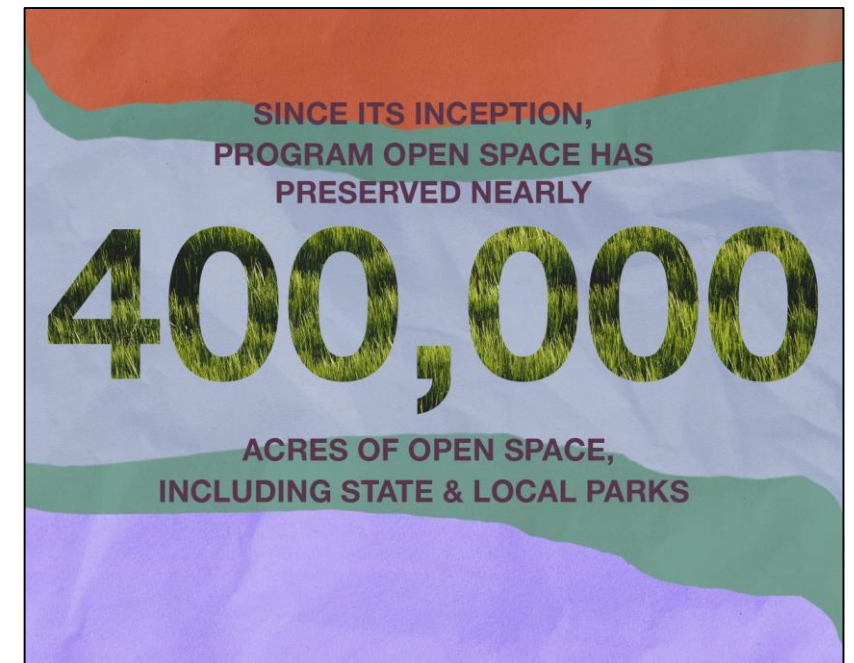 SINCE ITS INCEPTION,
PROGRAM OPEN SPACE HAS
PRESERVED NEARLY
400,000
ACRES OF OPEN SPACE,
INCLUDING STATE & LOCAL PARKS